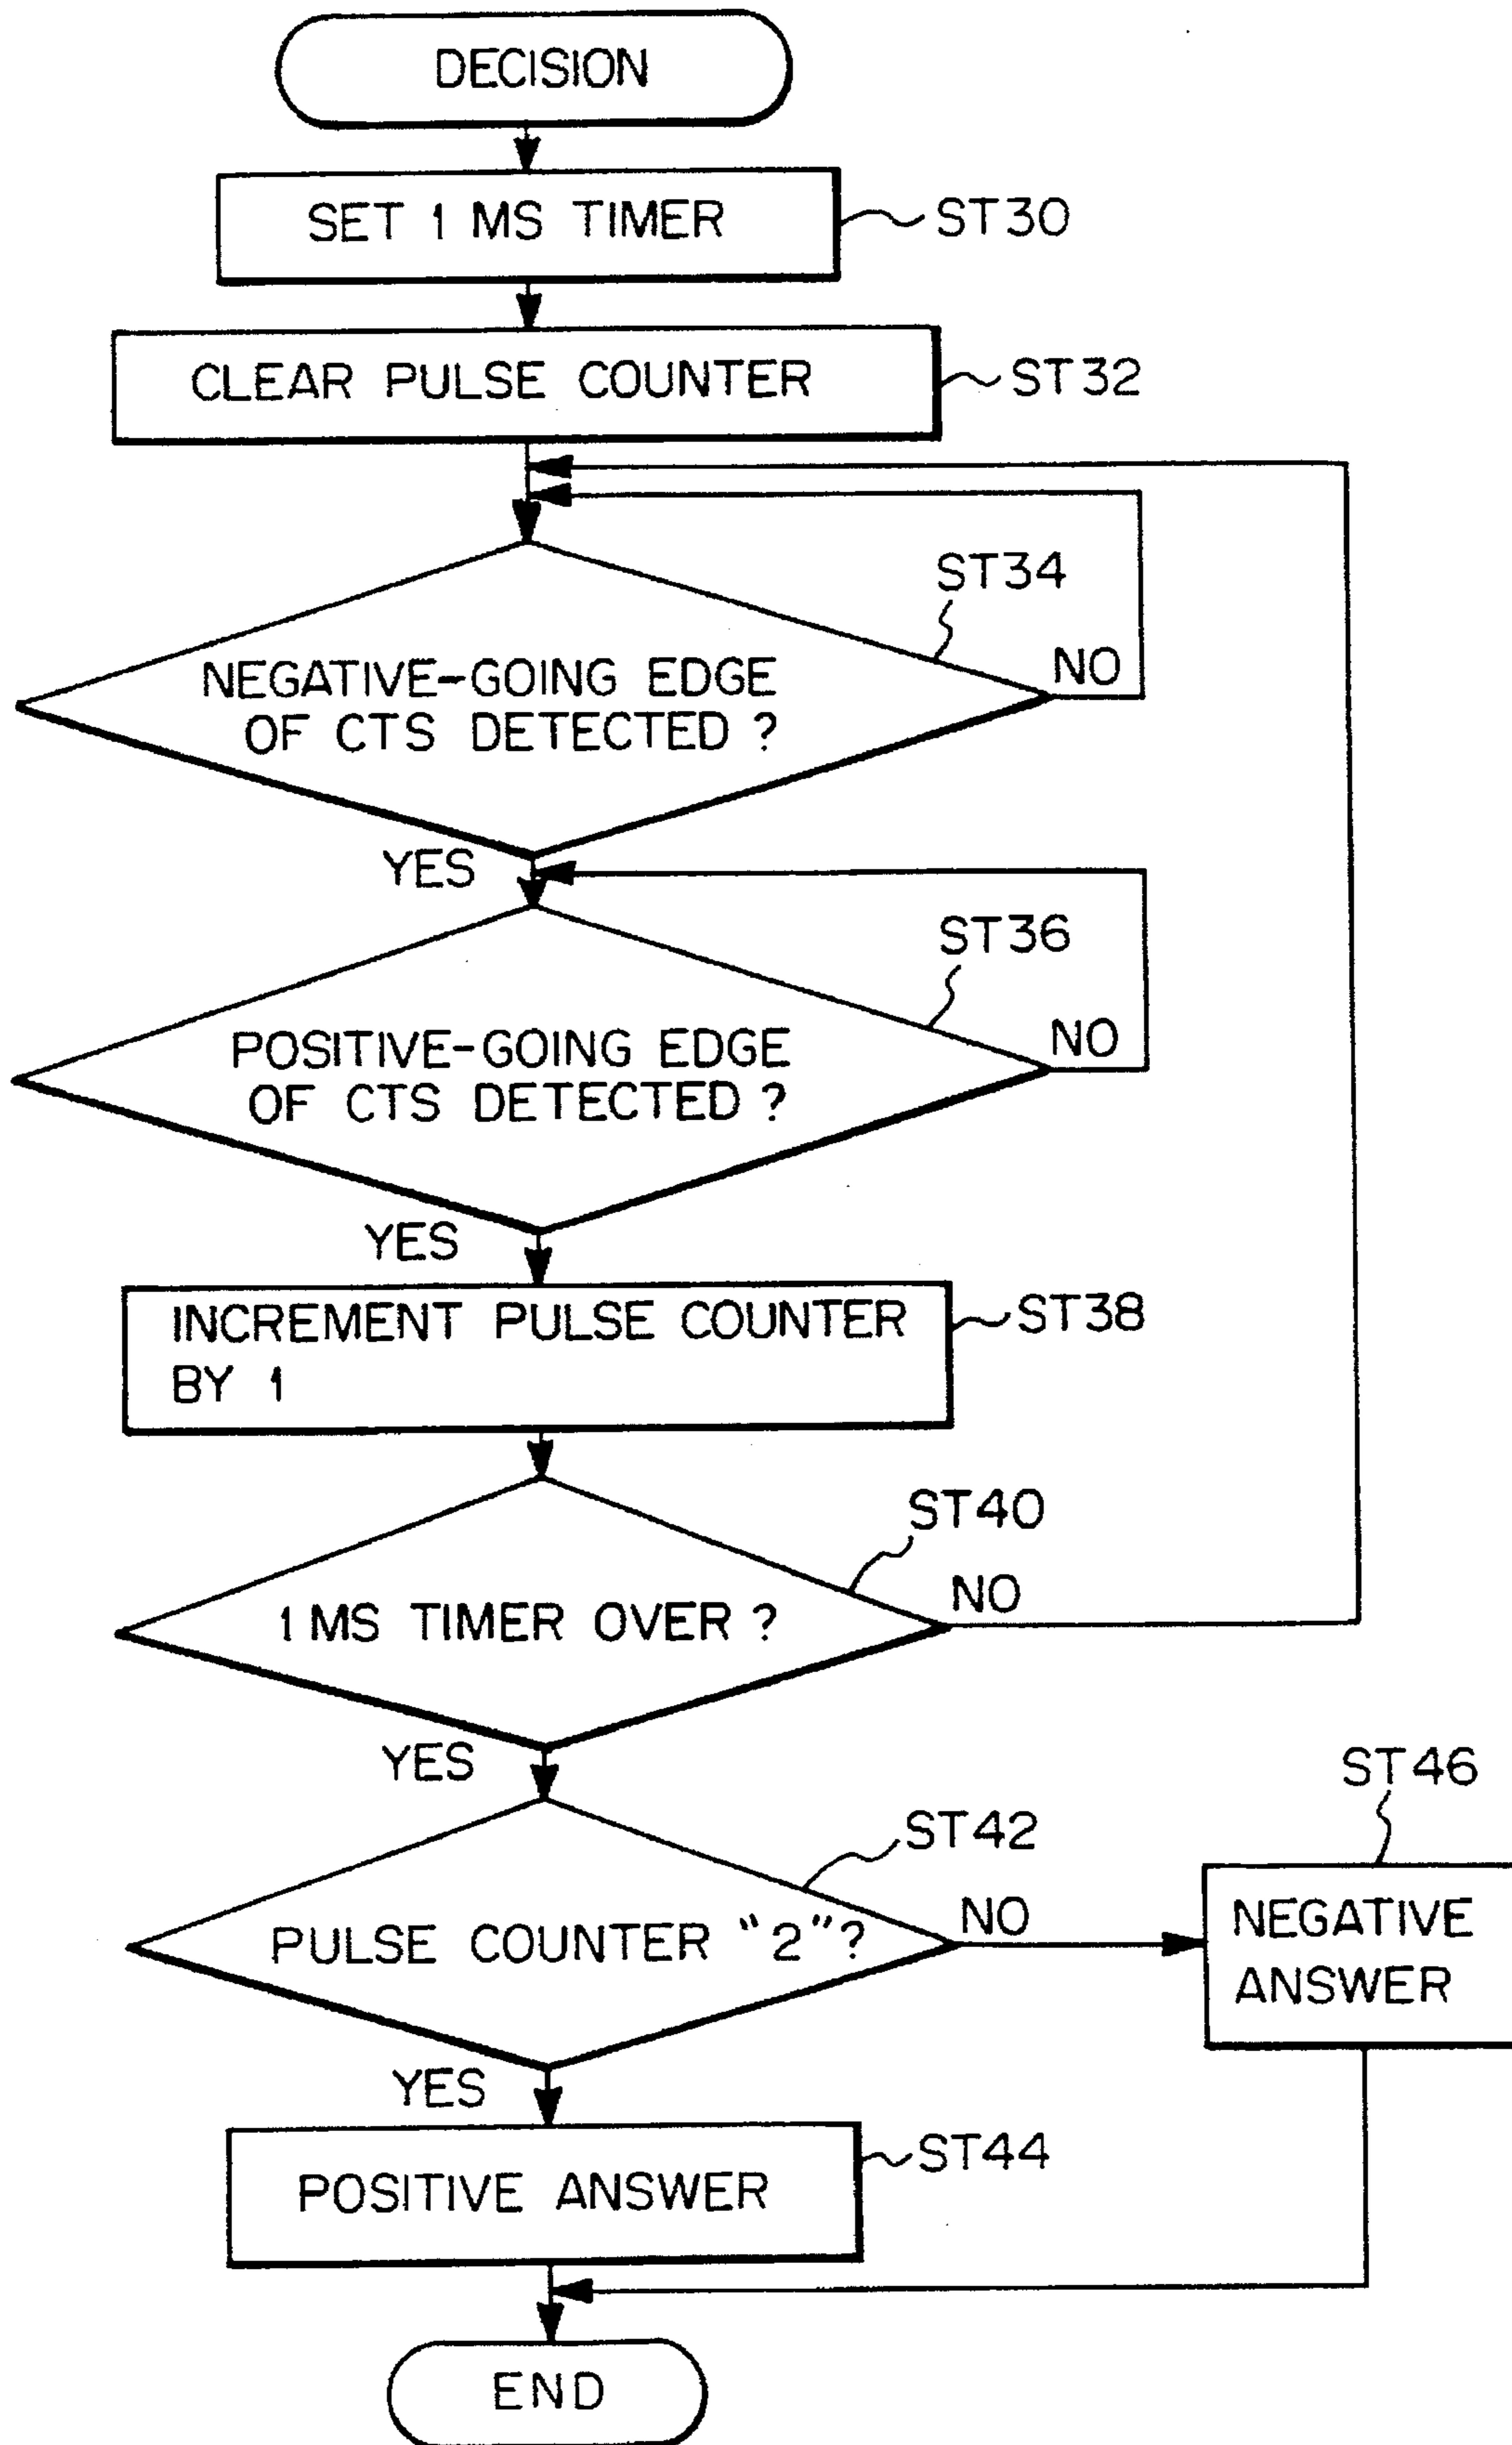 DECISION
SET 1 MS TIMER
ST30
CLEAR PULSE COUNTER
ST32
ST34
NEGATIVE-GOING EDGE
OF CTS DETECTED ?
NO
YES
ST36
POSITIVE-GOING EDGE
OF CTS DETECTED ?
NO
YES
INCREMENT PULSE COUNTER
BY 1
ST38
ST40
1 MS TIMER OVER ?
NO
YES
ST42
PULSE COUNTER "2"?
NO
ST46
NEGATIVE
ANSWER
YES
POSITIVE ANSWER
ST44
END